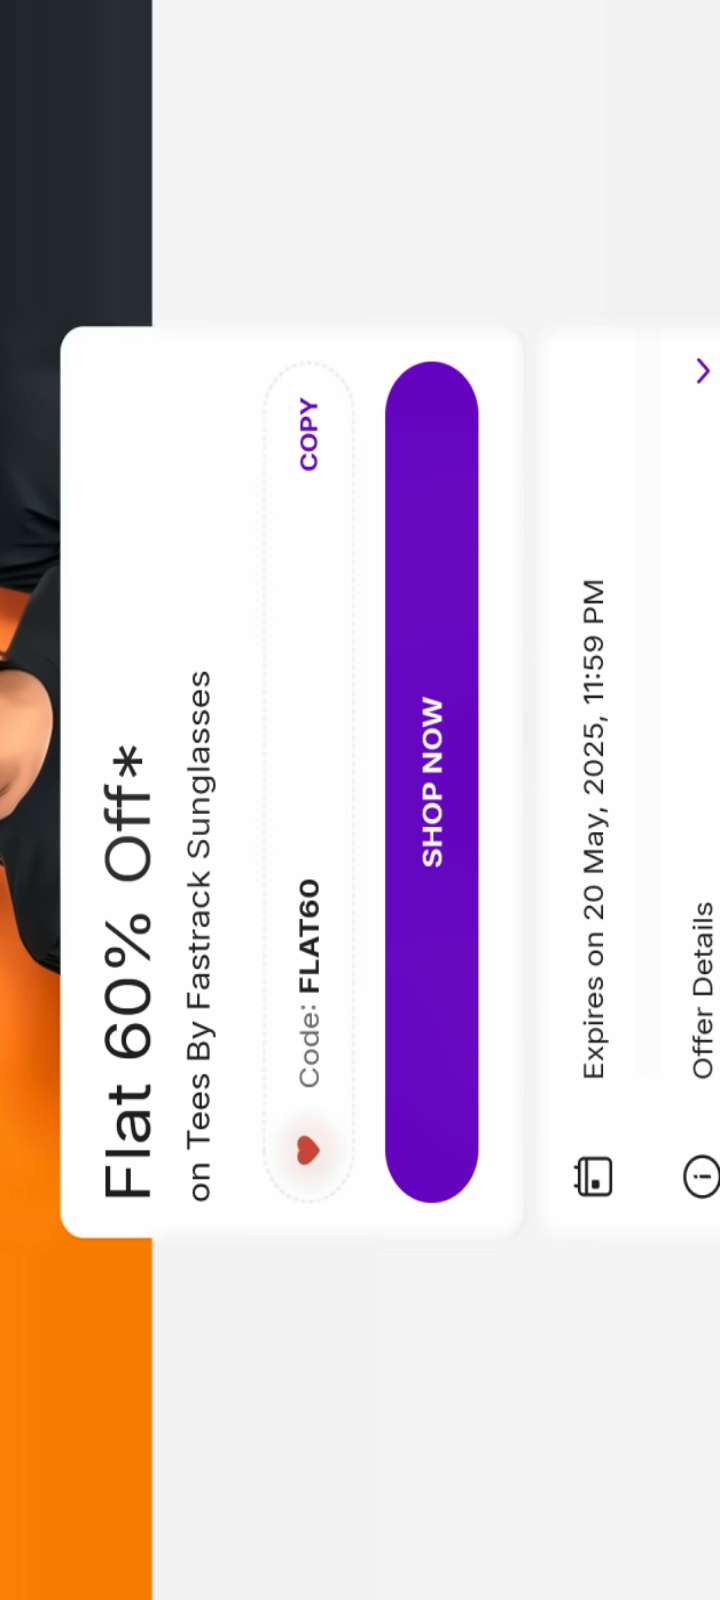 Flat 60% Off*
on Tees By Fastrack Sunglasses
Code: FLAT60
COPY
SHOP NOW
Expires on 20 May, 2025, 11:59 PM
Offer Details